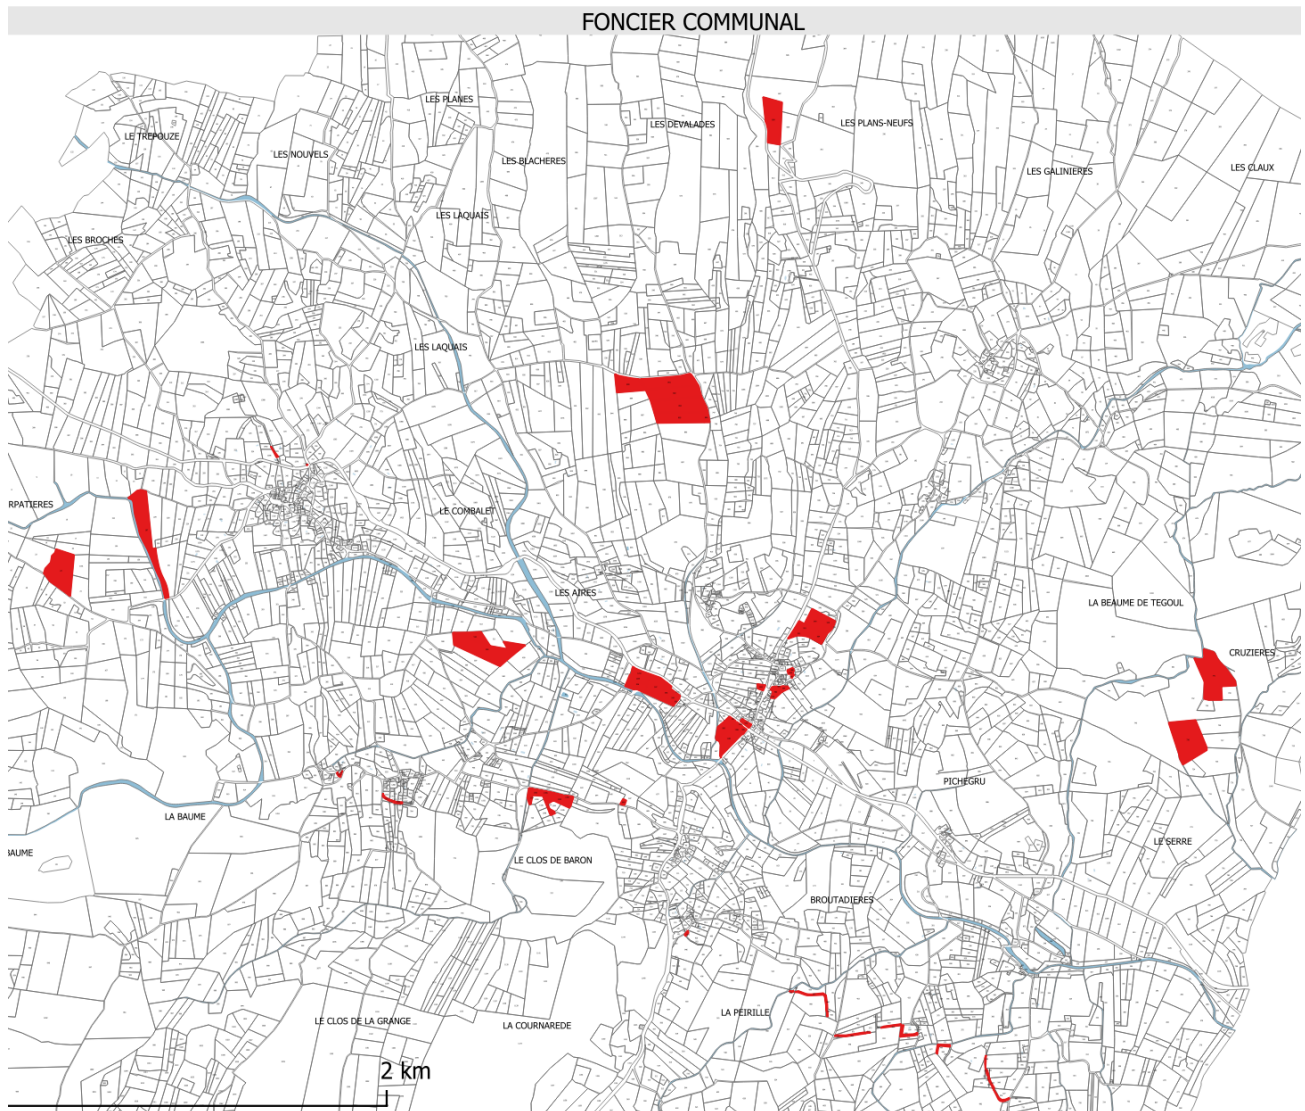 FONCIER COMMUNAL
LES PLANES
LES DEVALADES
LES PLANS-NEUFS
LE TREPOUZE
LES NOUVELS
LES BLACHERES
LES GALINIERES
LES CLAUX
LES LAQUAIS
LES BROCHES
LES LAQUAIS
RPATIERES
LE COMBALET
LES AIRES
LA BEAUME DE TEGOUL
CRUZIERES
PICHEGRU
LA BAUME
LE SERRE
BAUME
LE CLOS DE BARON
BROUTADIERES
LA PEIRILLE
LE CLOS DE LA GRANGE
LA COURNAREDE
2 km